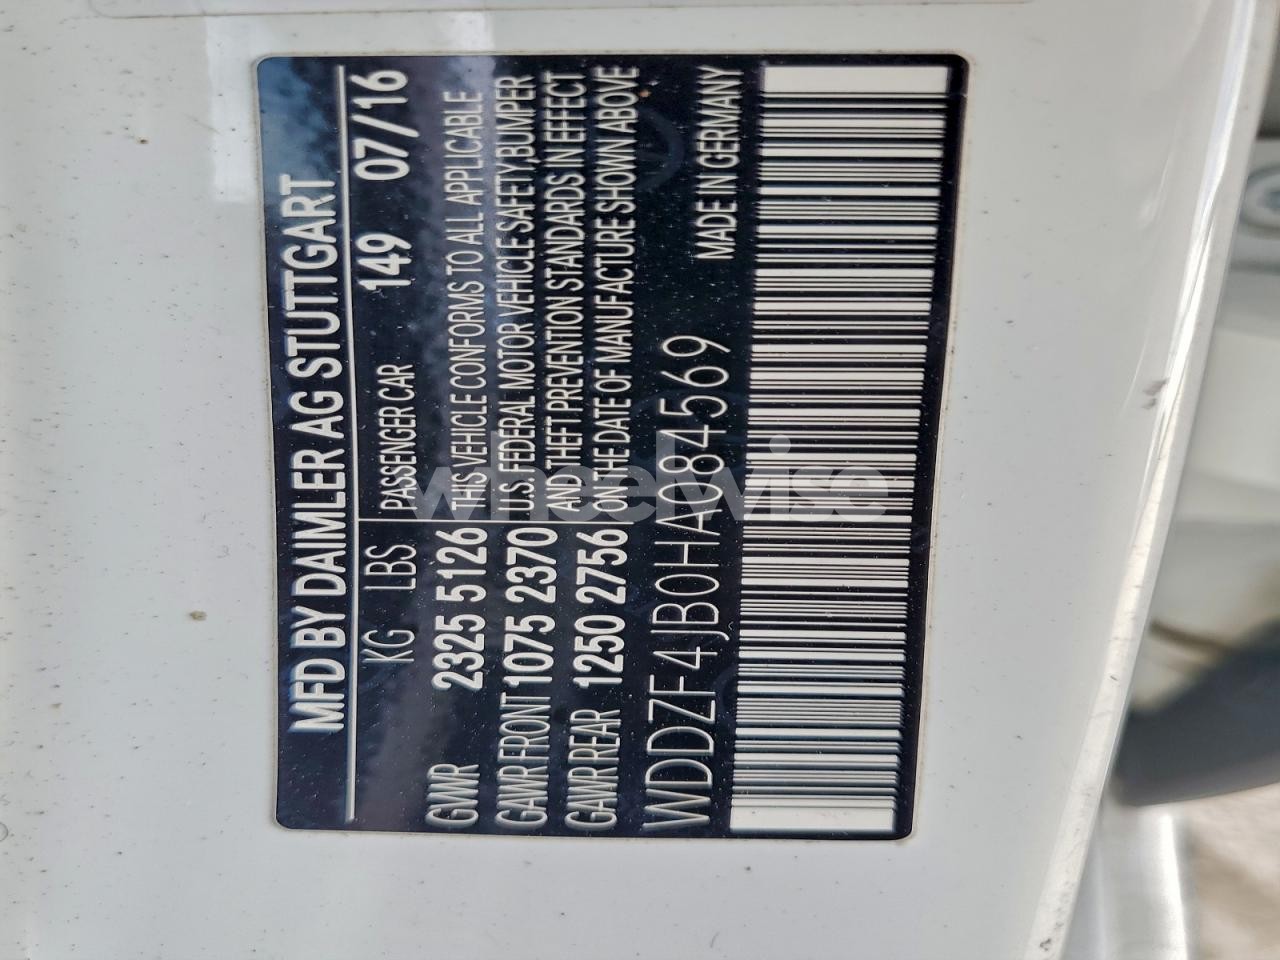 MFD BY DAIMLER AG STUTTGART
KG LBS PASSENGER CAR 149 07/16
GVWR 2325 5126 THIS VEHICLE CONFORMS TO ALL APPLICABLE
U.S. FEDERAL MOTOR VEHICLE SAFETY,BUMPER
GAWR FRONT 1075 2370 AND THEFT PREVENTION STANDARDS IN EFFECT
GAWR REAR 1250 2756 ON THE DATE OF MANUFACTURE SHOWN ABOVE
WDDZF4JB0HA084569 MADE IN GERMANY
wheelwise